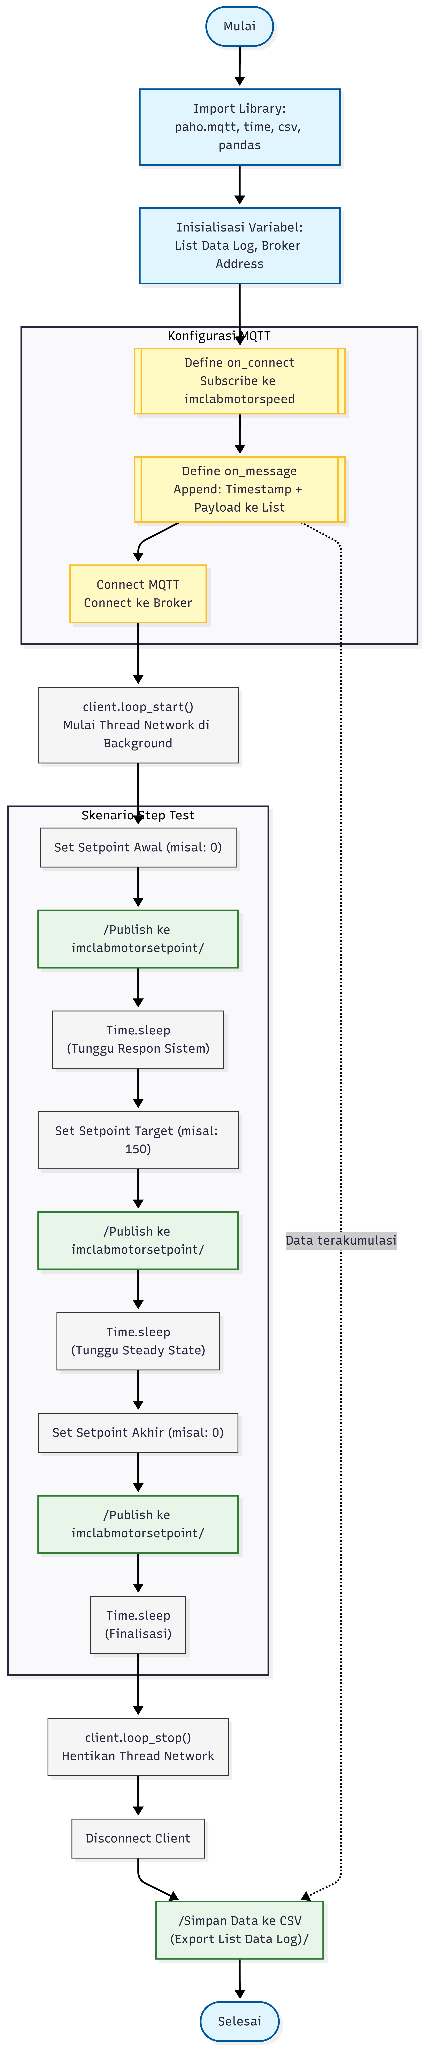 Mulai
Import Library:
paho.mqtt, time, csv,
pandas
Inisialisasi Variabel:
List Data Log, Broker
Address
Konfigurasi MQTT
Define on_connect
Subscribe ke
imclabmotorspeed
Define on_message
Append: Timestamp +
Payload ke List
Connect MQTT
Connect ke Broker
client.loop_start()
Mulai Thread Network di
Background
Skenario Step Test
Set Setpoint Awal (misal: 0)
/Publish ke
imclabmotorsetpoint/
Time.sleep
(Tunggu Respon Sistem)
Set Setpoint Target (misal:
150)
/Publish ke
imclabmotorsetpoint/
Data terakumulasi
Time.sleep
(Tunggu Steady State)
Set Setpoint Akhir (misal: 0)
/Publish ke
imclabmotorsetpoint/
Time.sleep
(Finalisasi)
client.loop_stop()
Hentikan Thread Network
Disconnect Client
/Simpan Data ke CSV
(Export List Data Log)/
Selesai